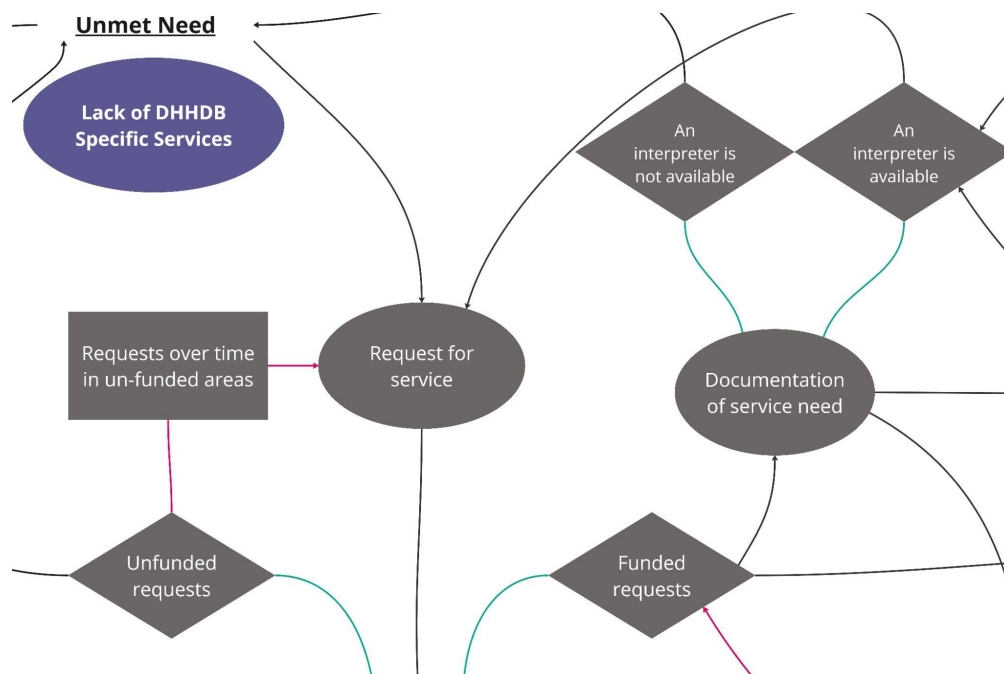 Unmet Need
Lack of DHHDB
Specific Services
An
interpreter is
not available
An
interpreter is
available
Requests over time
in un-funded areas
Request for
service
Documentation
of service need
Unfunded
requests
Funded
requests